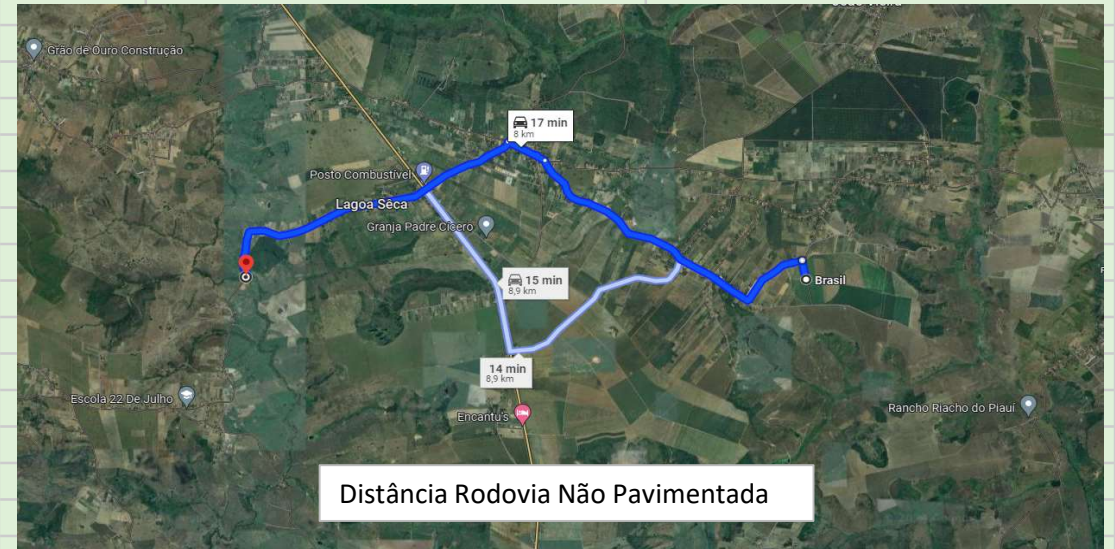 Grão de Ouro Construção
17 min
8 km
Posto Combustível
Lagoa Sêca
Granja Padre Cícero
15 min
8,9 km
Brasil
14 min
8,9 km
Escola 22 De Julho
Encantu's
Rancho Riacho do Piauí
Distância Rodovia Não Pavimentada